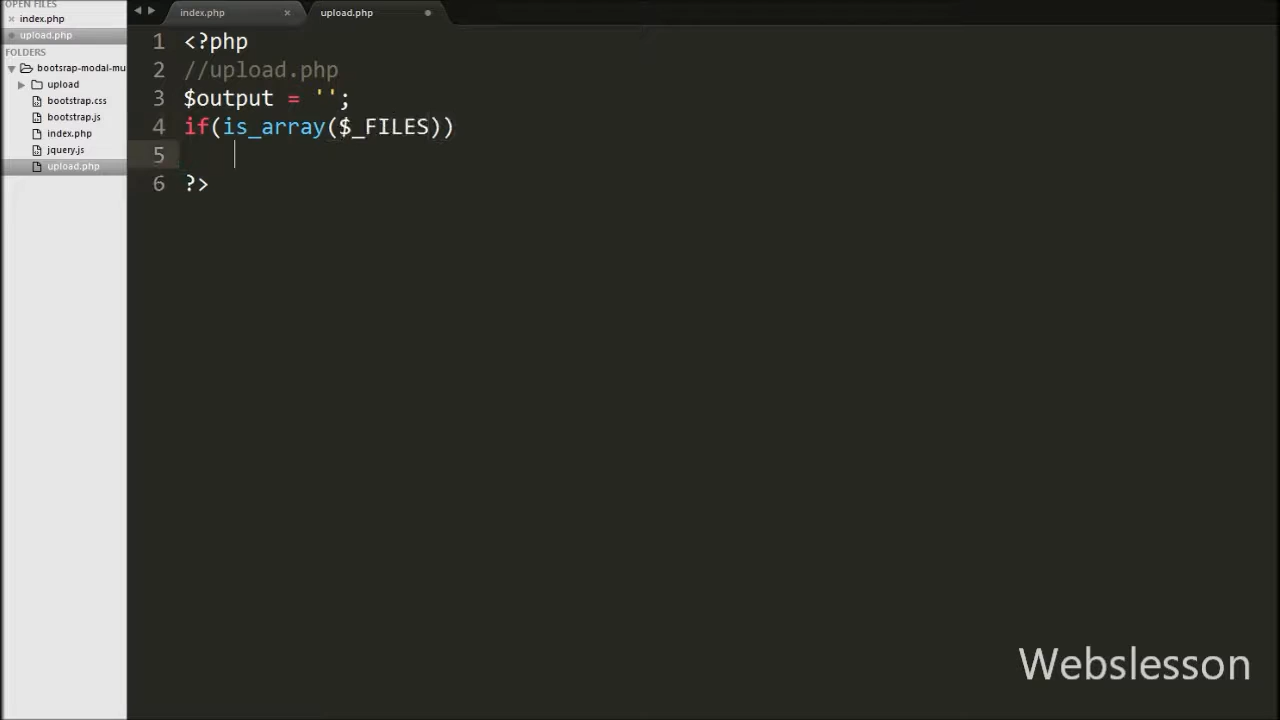 OPEN FILES
index.php
upload.php
FOLDERS
bootsrap-modal-mu
upload
bootstrap.css
bootstrap.js
index.php
jquery.js
upload.php
index.php
upload.php
1 <?php
2 //upload.php
3 $output = '';
4 if(is_array($_FILES))
5
6 ?>
Webslesson